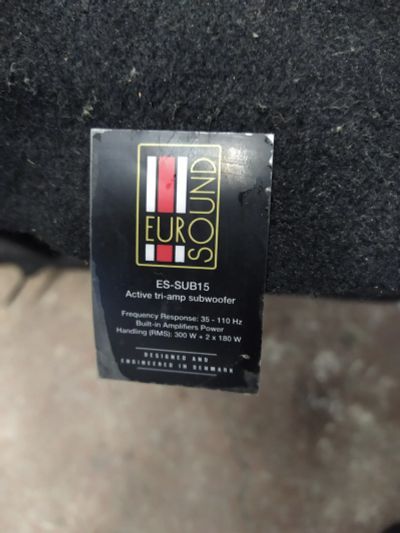 EURO
SOUND
ES-SUB15
Active tri-amp subwoofer
Frequency Response: 35 - 110 Hz
Built-in Amplifiers Power
Handling (RMS): 300 W + 2 x 180 W
DESIGNED AND
ENGINEERED IN DENMARK